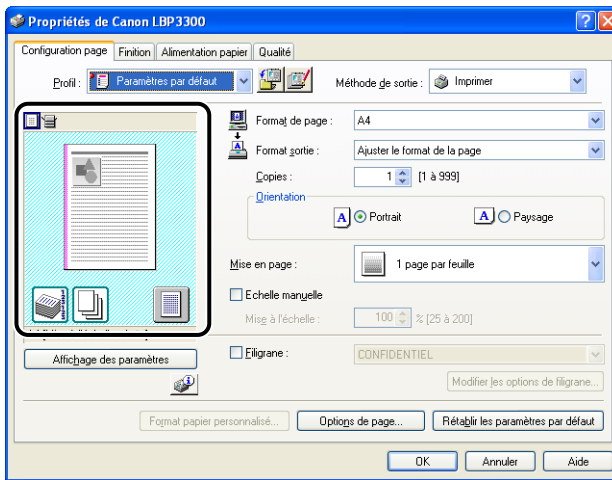 Propriétés de Canon LBP3300
Configuration page Finition Alimentation papier Qualité
Profil : Paramètres par défaut Méthode de sortie : Imprimer
Format de page : A4
Format sortie : Ajuster le format de la page
Copies : 1 [1 à 999]
Orientation
A Portrait A Paysage
Mise en page : 1 page par feuille
Echelle manuelle
Mise à l'échelle : 100 % [25 à 200]
Affichage des paramètres
Filigrane : CONFIDENTIEL
Modifier les options de filigrane...
Format papier personnalisé... Options de page... Rétablir les paramètres par défaut
OK Annuler Aide